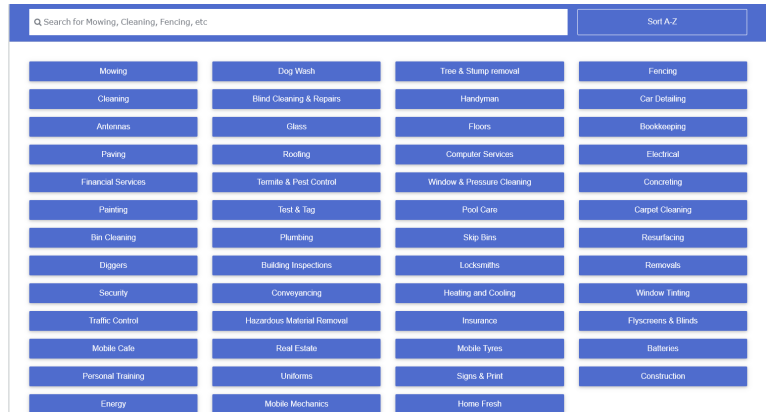 Search for Mowing, Cleaning, Fencing, etc
Sort A-Z
Mowing
Dog Wash
Tree & Stump removal
Fencing
Cleaning
Blind Cleaning & Repairs
Handyman
Car Detailing
Antennas
Glass
Floors
Bookkeeping
Paving
Roofing
Computer Services
Electrical
Financial Services
Termite & Pest Control
Window & Pressure Cleaning
Concreting
Painting
Test & Tag
Pool Care
Carpet Cleaning
Bin Cleaning
Plumbing
Skip Bins
Resurfacing
Diggers
Building Inspections
Locksmiths
Removals
Security
Conveyancing
Heating and Cooling
Window Tinting
Traffic Control
Hazardous Material Removal
Insurance
Flyscreens & Blinds
Mobile Cafe
Real Estate
Mobile Tyres
Batteries
Personal Training
Uniforms
Signs & Print
Construction
Energy
Mobile Mechanics
Home Fresh